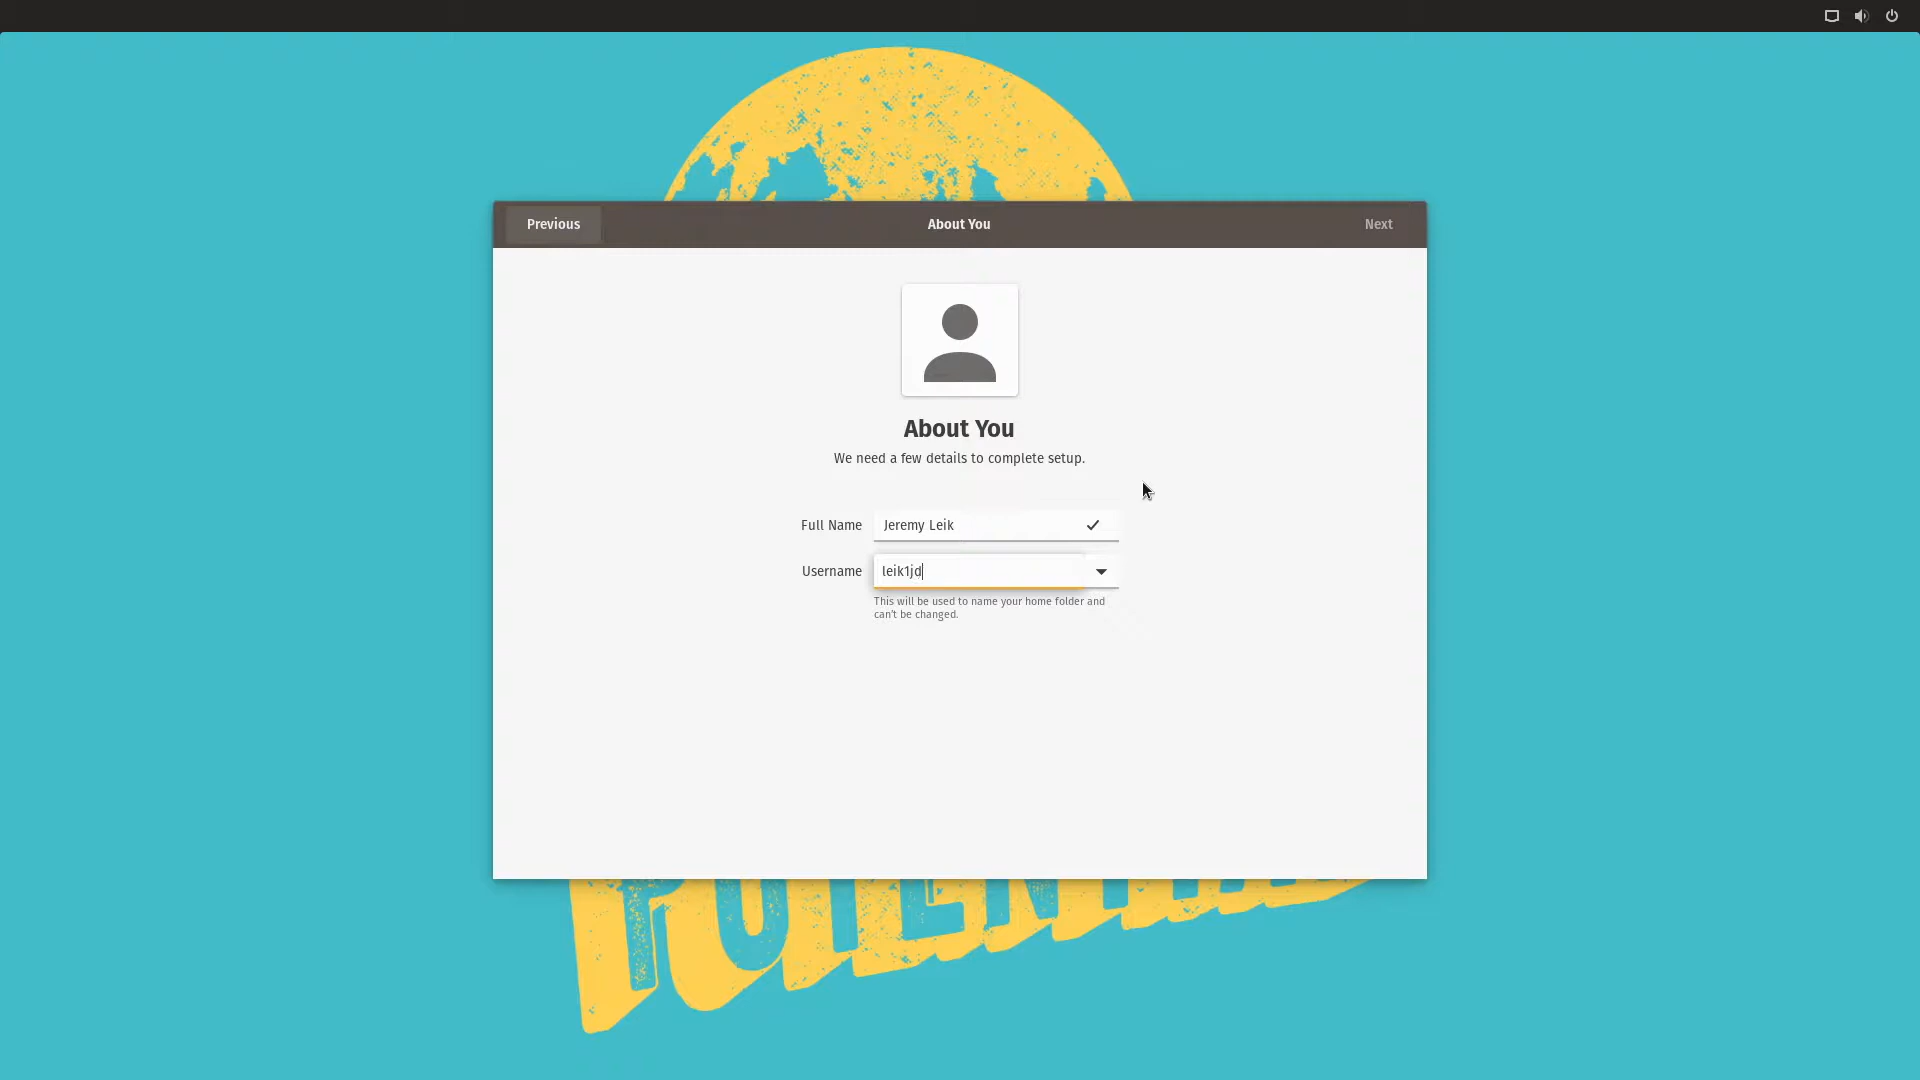 Previous
About You
Next
About You
We need a few details to complete setup.
Full Name
Jeremy Leik
Username
leik1jd
This will be used to name your home folder and
can't be changed.